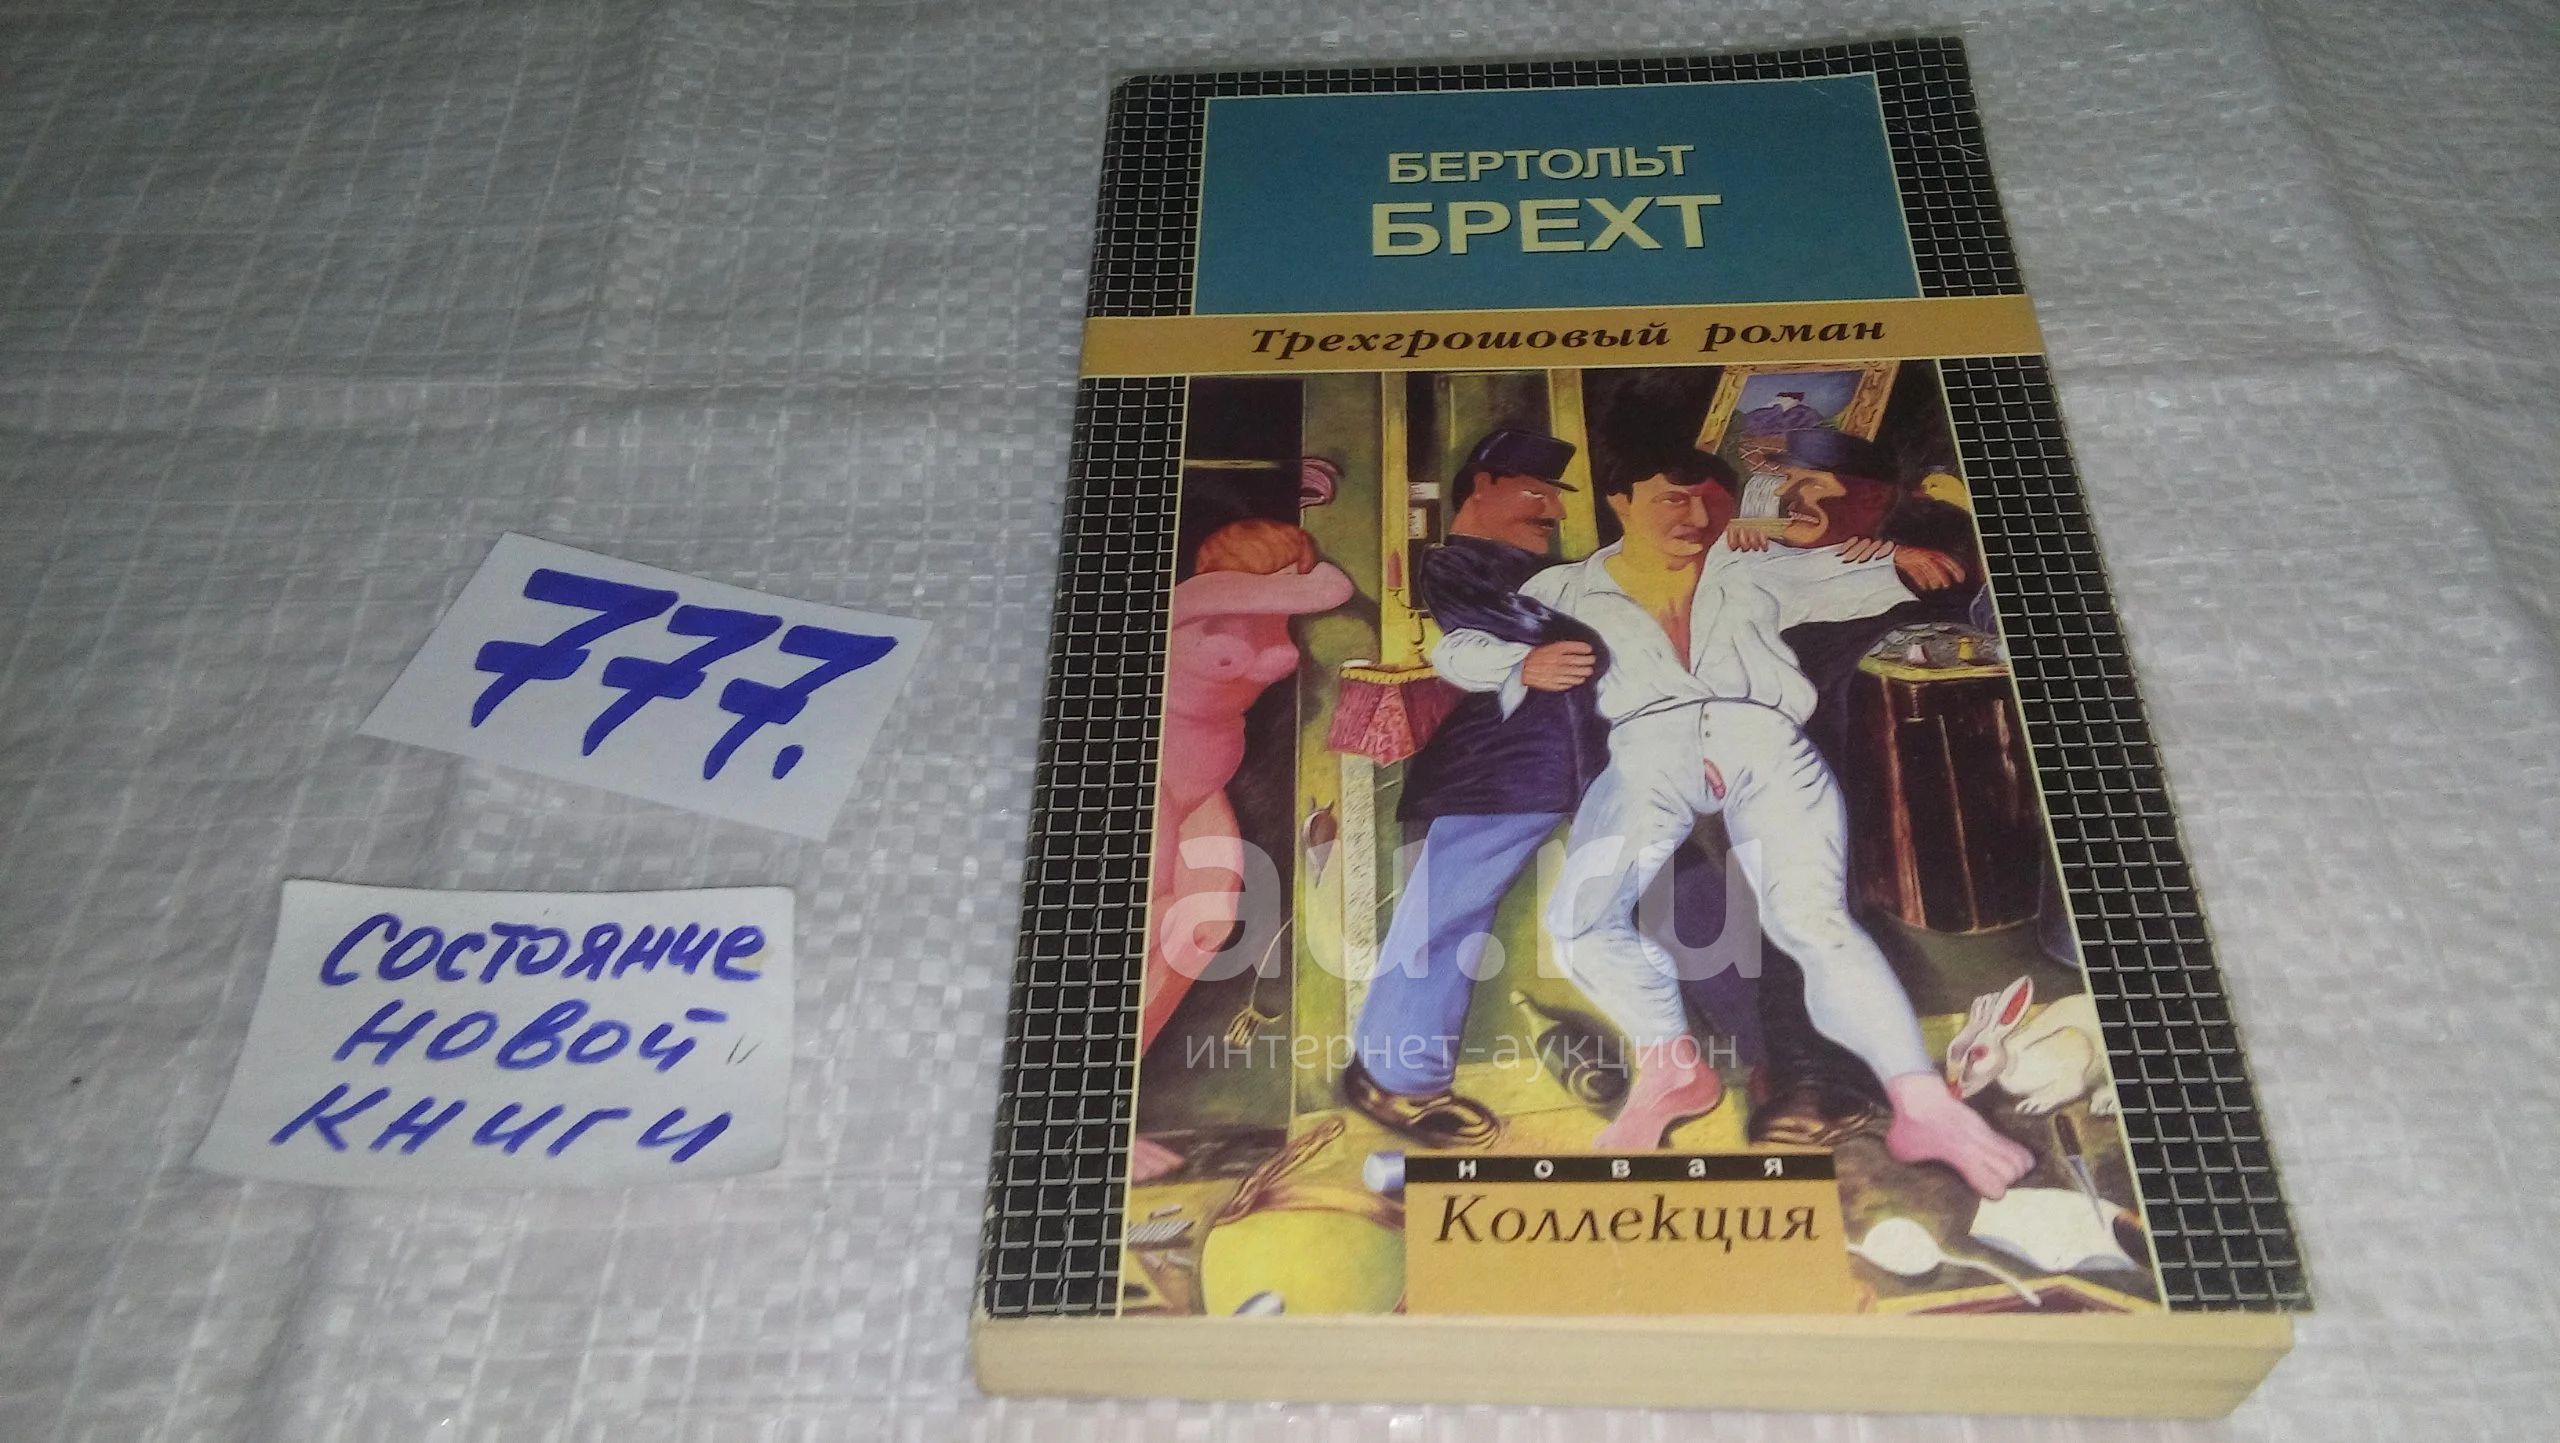 777.
состояние
новой
книги
БЕРТОЛЬТ
БРЕХТ
Трехгрошовый роман
au.ru
интернет-аукцион
новая
Коллекция